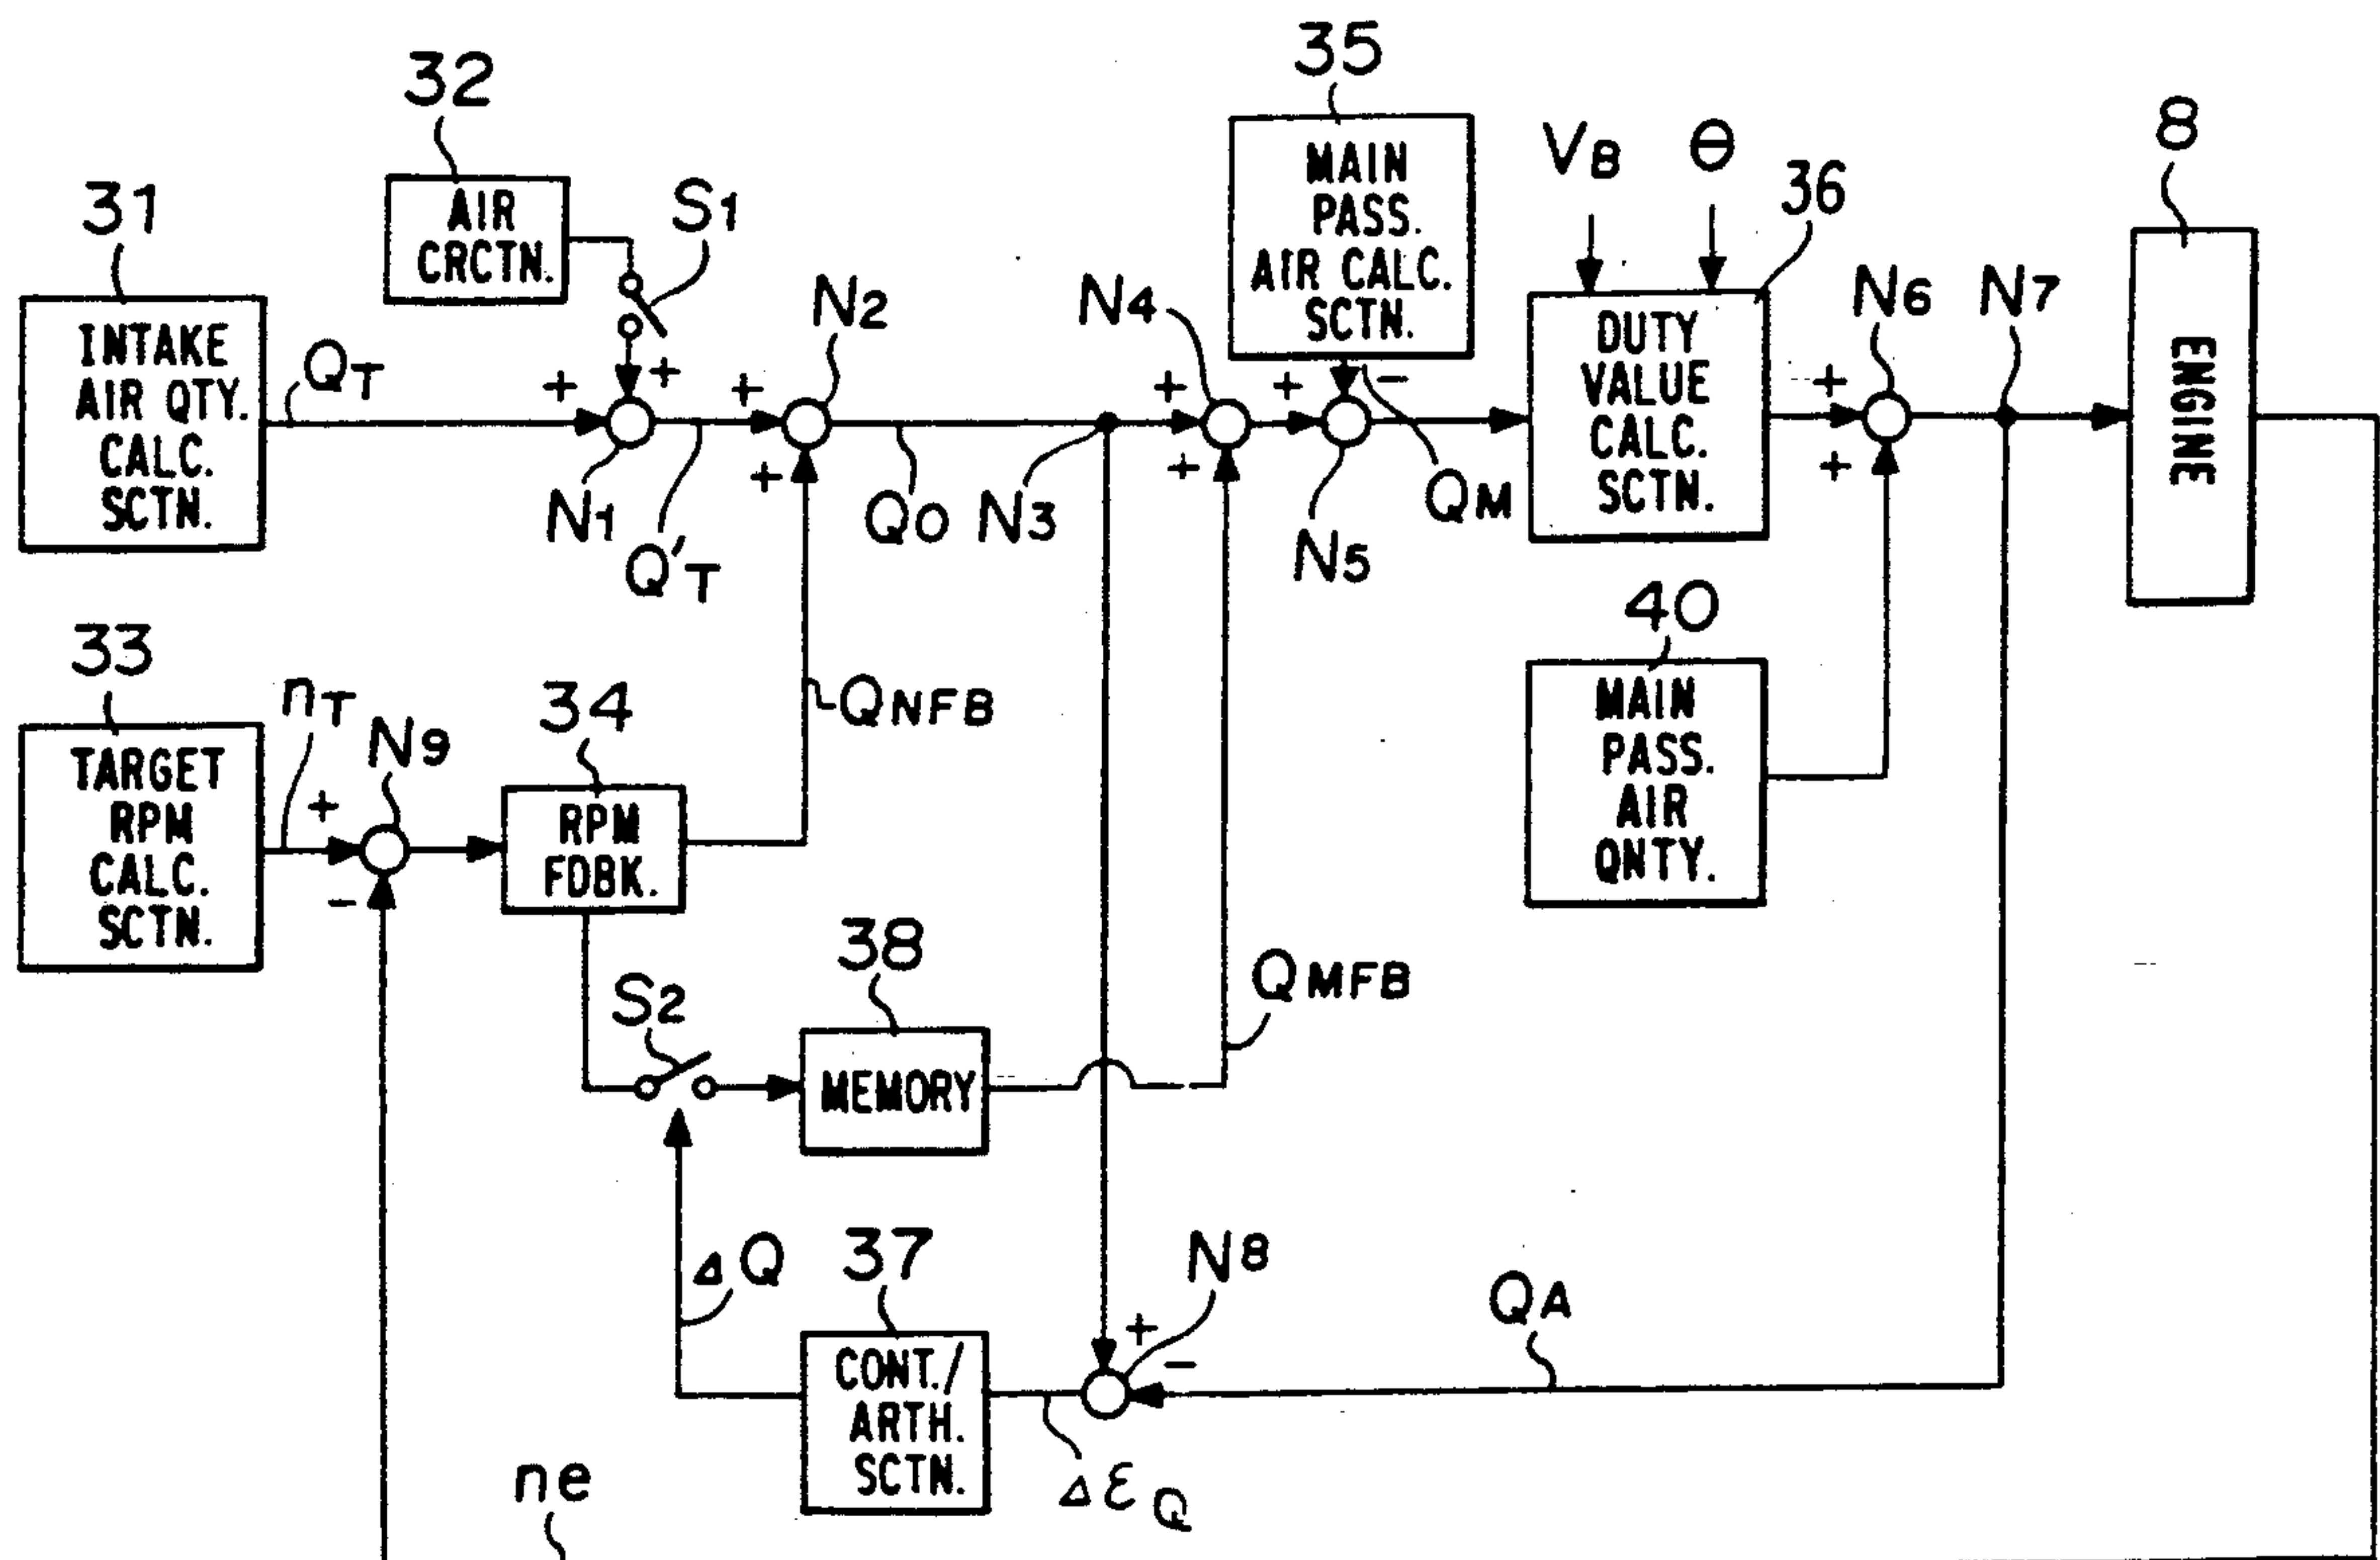 31
INTAKE
AIR QTY.
CALC.
SCTN.
QT
32
AIR
CRCTN.
S1
+
+
N1
Q'T
+
+
N2
QO
N3
+
+
N4
35
MAIN
PASS.
AIR CALC.
SCTN.
+
−
N5
QM
VB
θ
36
DUTY
VALUE
CALC.
SCTN.
+
+
N6
N7
8
ENGINE
40
MAIN
PASS.
AIR
QNTY.
33
TARGET
RPM
CALC.
SCTN.
nT
+
−
N9
34
RPM
FDBK.
QNFB
S2
38
MEMORY
QMFB
ΔQ
37
CONT./
ARTH.
SCTN.
+
−
N8
ΔεQ
QA
ne